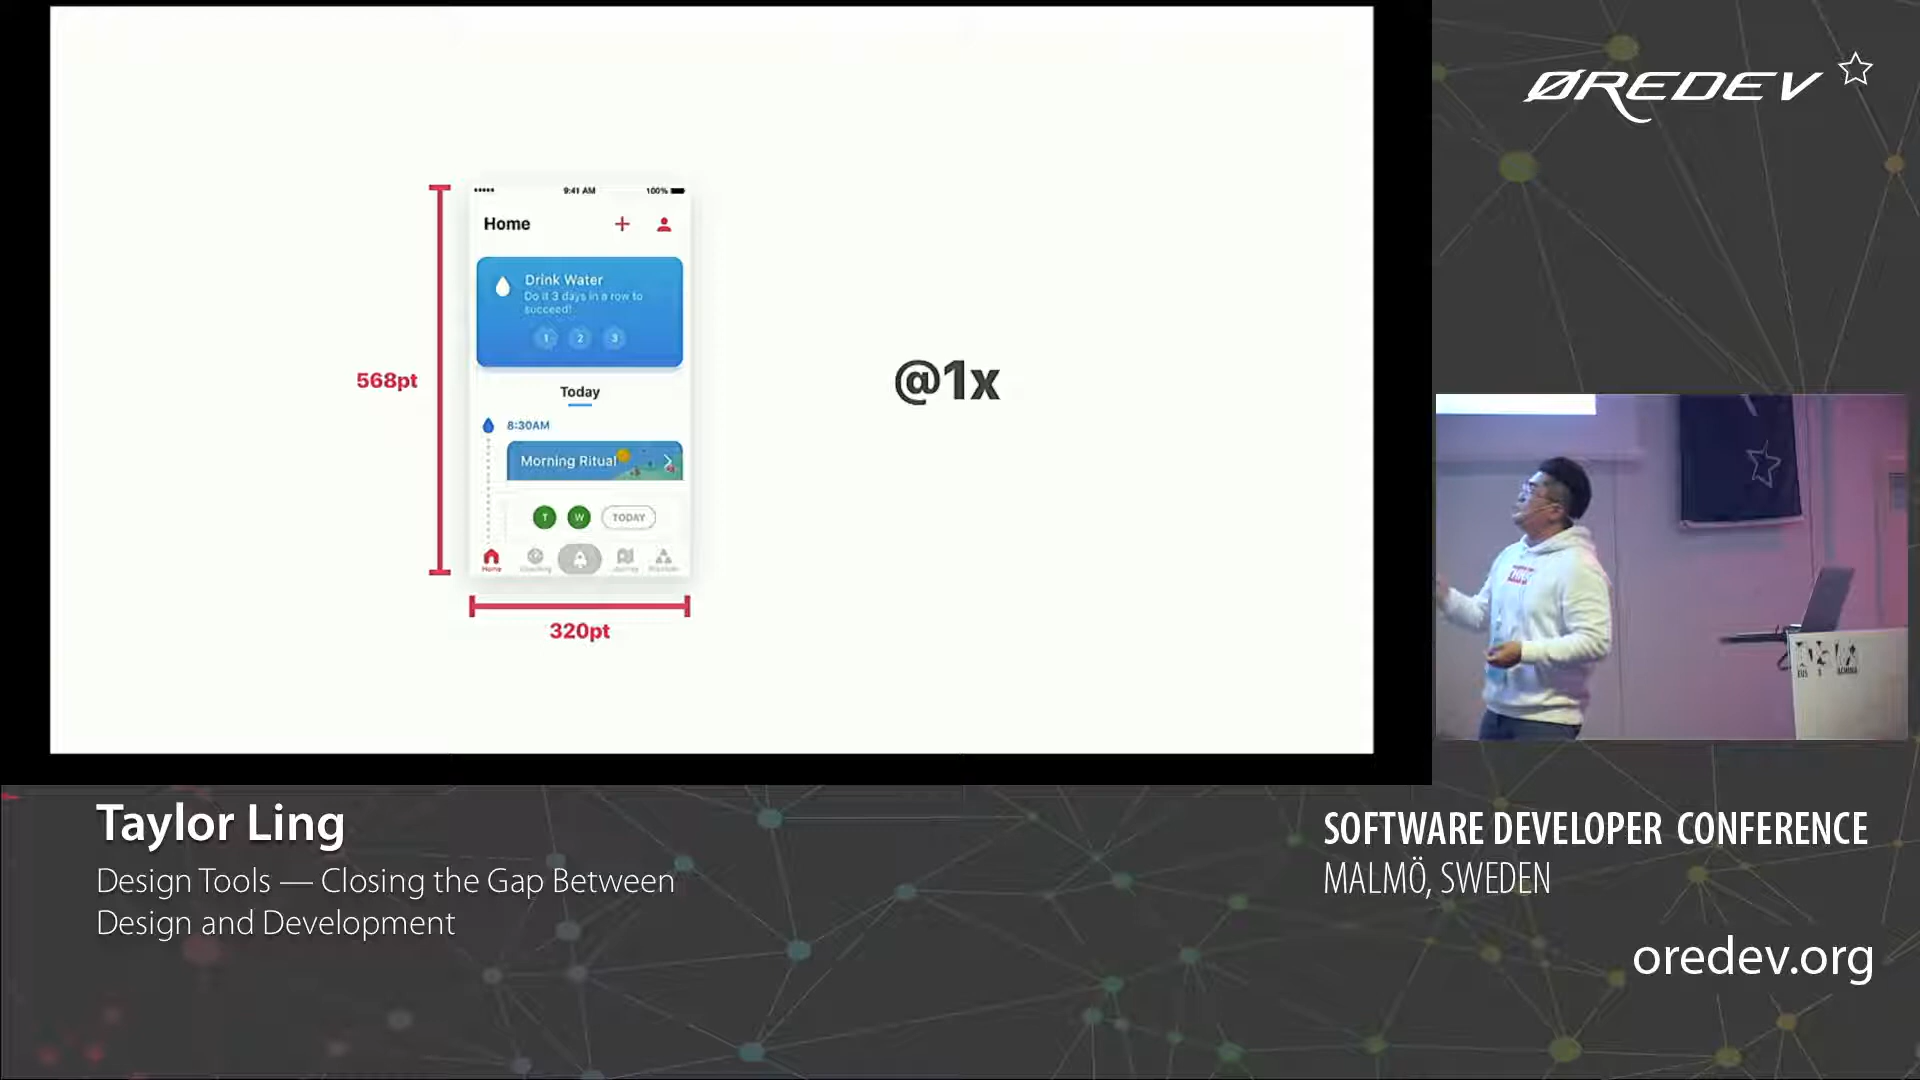 9:41 AM
100%
Home
Drink Water
Do it 3 days in a row to
succeed!
1 2 3
Today
8:30AM
Morning Ritual
T W TODAY
Home
568pt
320pt
@1x
ØREDEV
Taylor Ling
Design Tools — Closing the Gap Between
Design and Development
SOFTWARE DEVELOPER CONFERENCE
MALMÖ, SWEDEN
oredev.org